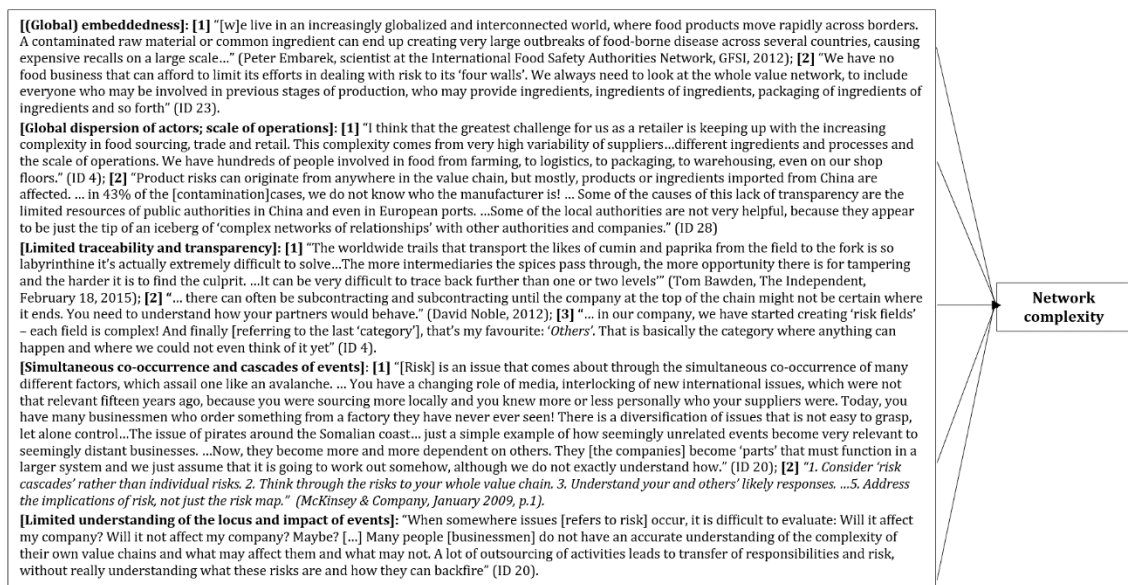 [(Global) embeddedness]: [1] “[w]e live in an increasingly globalized and interconnected world, where food products move rapidly across borders.
A contaminated raw material or common ingredient can end up creating very large outbreaks of food-borne disease across several countries, causing
expensive recalls on a large scale…” (Peter Embarek, scientist at the International Food Safety Authorities Network, GFSI, 2012); [2] “We have no
food business that can afford to limit its efforts in dealing with risk to its ‘four walls’. We always need to look at the whole value network, to include
everyone who may be involved in previous stages of production, who may provide ingredients, ingredients of ingredients, packaging of ingredients of
ingredients and so forth” (ID 23).
[Global dispersion of actors; scale of operations]: [1] “I think that the greatest challenge for us as a retailer is keeping up with the increasing
complexity in food sourcing, trade and retail. This complexity comes from very high variability of suppliers…different ingredients and processes and
the scale of operations. We have hundreds of people involved in food from farming, to logistics, to packaging, to warehousing, even on our shop
floors.” (ID 4); [2] “Product risks can originate from anywhere in the value chain, but mostly, products or ingredients imported from China are
affected. … in 43% of the [contamination]cases, we do not know who the manufacturer is! … Some of the causes of this lack of transparency are the
limited resources of public authorities in China and even in European ports. …Some of the local authorities are not very helpful, because they appear
to be just the tip of an iceberg of ‘complex networks of relationships’ with other authorities and companies.” (ID 28)
[Limited traceability and transparency]: [1] “The worldwide trails that transport the likes of cumin and paprika from the field to the fork is so
labyrinthine it’s actually extremely difficult to solve…The more intermediaries the spices pass through, the more opportunity there is for tampering
and the harder it is to find the culprit. …It can be very difficult to trace back further than one or two levels’” (Tom Bawden, The Independent,
February 18, 2015); [2] “… there can often be subcontracting and subcontracting until the company at the top of the chain might not be certain where
it ends. You need to understand how your partners would behave.” (David Noble, 2012); [3] “… in our company, we have started creating ‘risk fields’
– each field is complex! And finally [referring to the last ‘category’], that’s my favourite: ‘Others’. That is basically the category where anything can
happen and where we could not even think of it yet” (ID 4).
[Simultaneous co-occurrence and cascades of events]: [1] “[Risk] is an issue that comes about through the simultaneous co-occurrence of many
different factors, which assail one like an avalanche. … You have a changing role of media, interlocking of new international issues, which were not
that relevant fifteen years ago, because you were sourcing more locally and you knew more or less personally who your suppliers were. Today, you
have many businessmen who order something from a factory they have never ever seen! There is a diversification of issues that is not easy to grasp,
let alone control…The issue of pirates around the Somalian coast… just a simple example of how seemingly unrelated events become very relevant to
seemingly distant businesses. …Now, they become more and more dependent on others. They [the companies] become ‘parts’ that must function in a
larger system and we just assume that it is going to work out somehow, although we do not exactly understand how.” (ID 20); [2] “1. Consider ‘risk
cascades’ rather than individual risks. 2. Think through the risks to your whole value chain. 3. Understand your and others’ likely responses. …5. Address
the implications of risk, not just the risk map.” (McKinsey & Company, January 2009, p.1).
[Limited understanding of the locus and impact of events]: “When somewhere issues [refers to risk] occur, it is difficult to evaluate: Will it affect
my company? Will it not affect my company? Maybe? […] Many people [businessmen] do not have an accurate understanding of the complexity of
their own value chains and what may affect them and what may not. A lot of outsourcing of activities leads to transfer of responsibilities and risk,
without really understanding what these risks are and how they can backfire” (ID 20).
Network
complexity